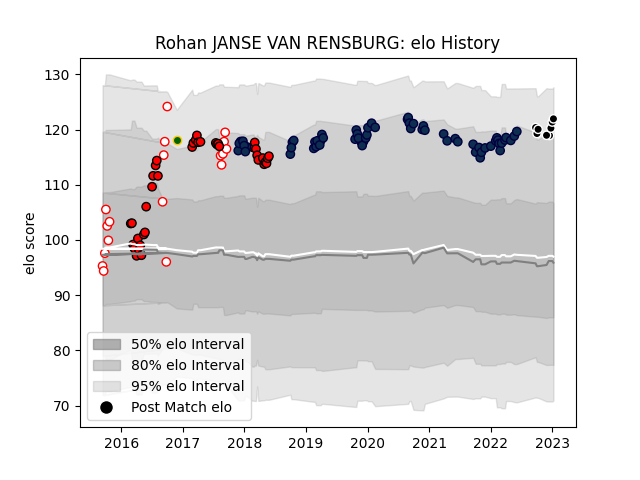 Rohan JANSE VAN RENSBURG: elo History
elo score
130
120
110
100
90
80
70
50% elo Interval
80% elo Interval
95% elo Interval
Post Match elo
2016 2017 2018 2019 2020 2021 2022 2023